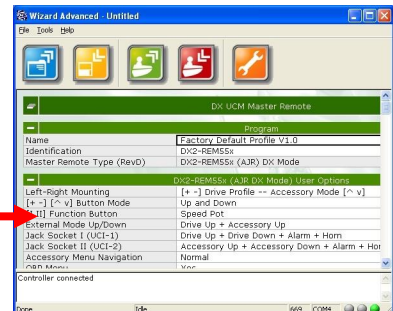 Wizard Advanced - Untitled
File Tools Help
DX UCM Master Remote
Program
Name Factory Default Profile V1.0
Identification DX2-REM55x
Master Remote Type (RevD) DX2-REM55x (AJR) DX Mode
DX2-REM55x (AJR DX Mode) User Options
Left-Right Mounting [+ -] Drive Profile -- Accessory Mode [^ v]
[+ -] [^ v] Button Mode Up and Down
Function Button Speed Pot
External Mode Up/Down Drive Up + Accessory Up
Jack Socket I (UCI-1) Drive Up + Drive Down + Alarm + Horn
Jack Socket II (UCI-2) Accessory Up + Accessory Down + Alarm + Hor
Accessory Menu Navigation Normal
OBP Menu Yes
Controller connected
Done Idle 669 COM4